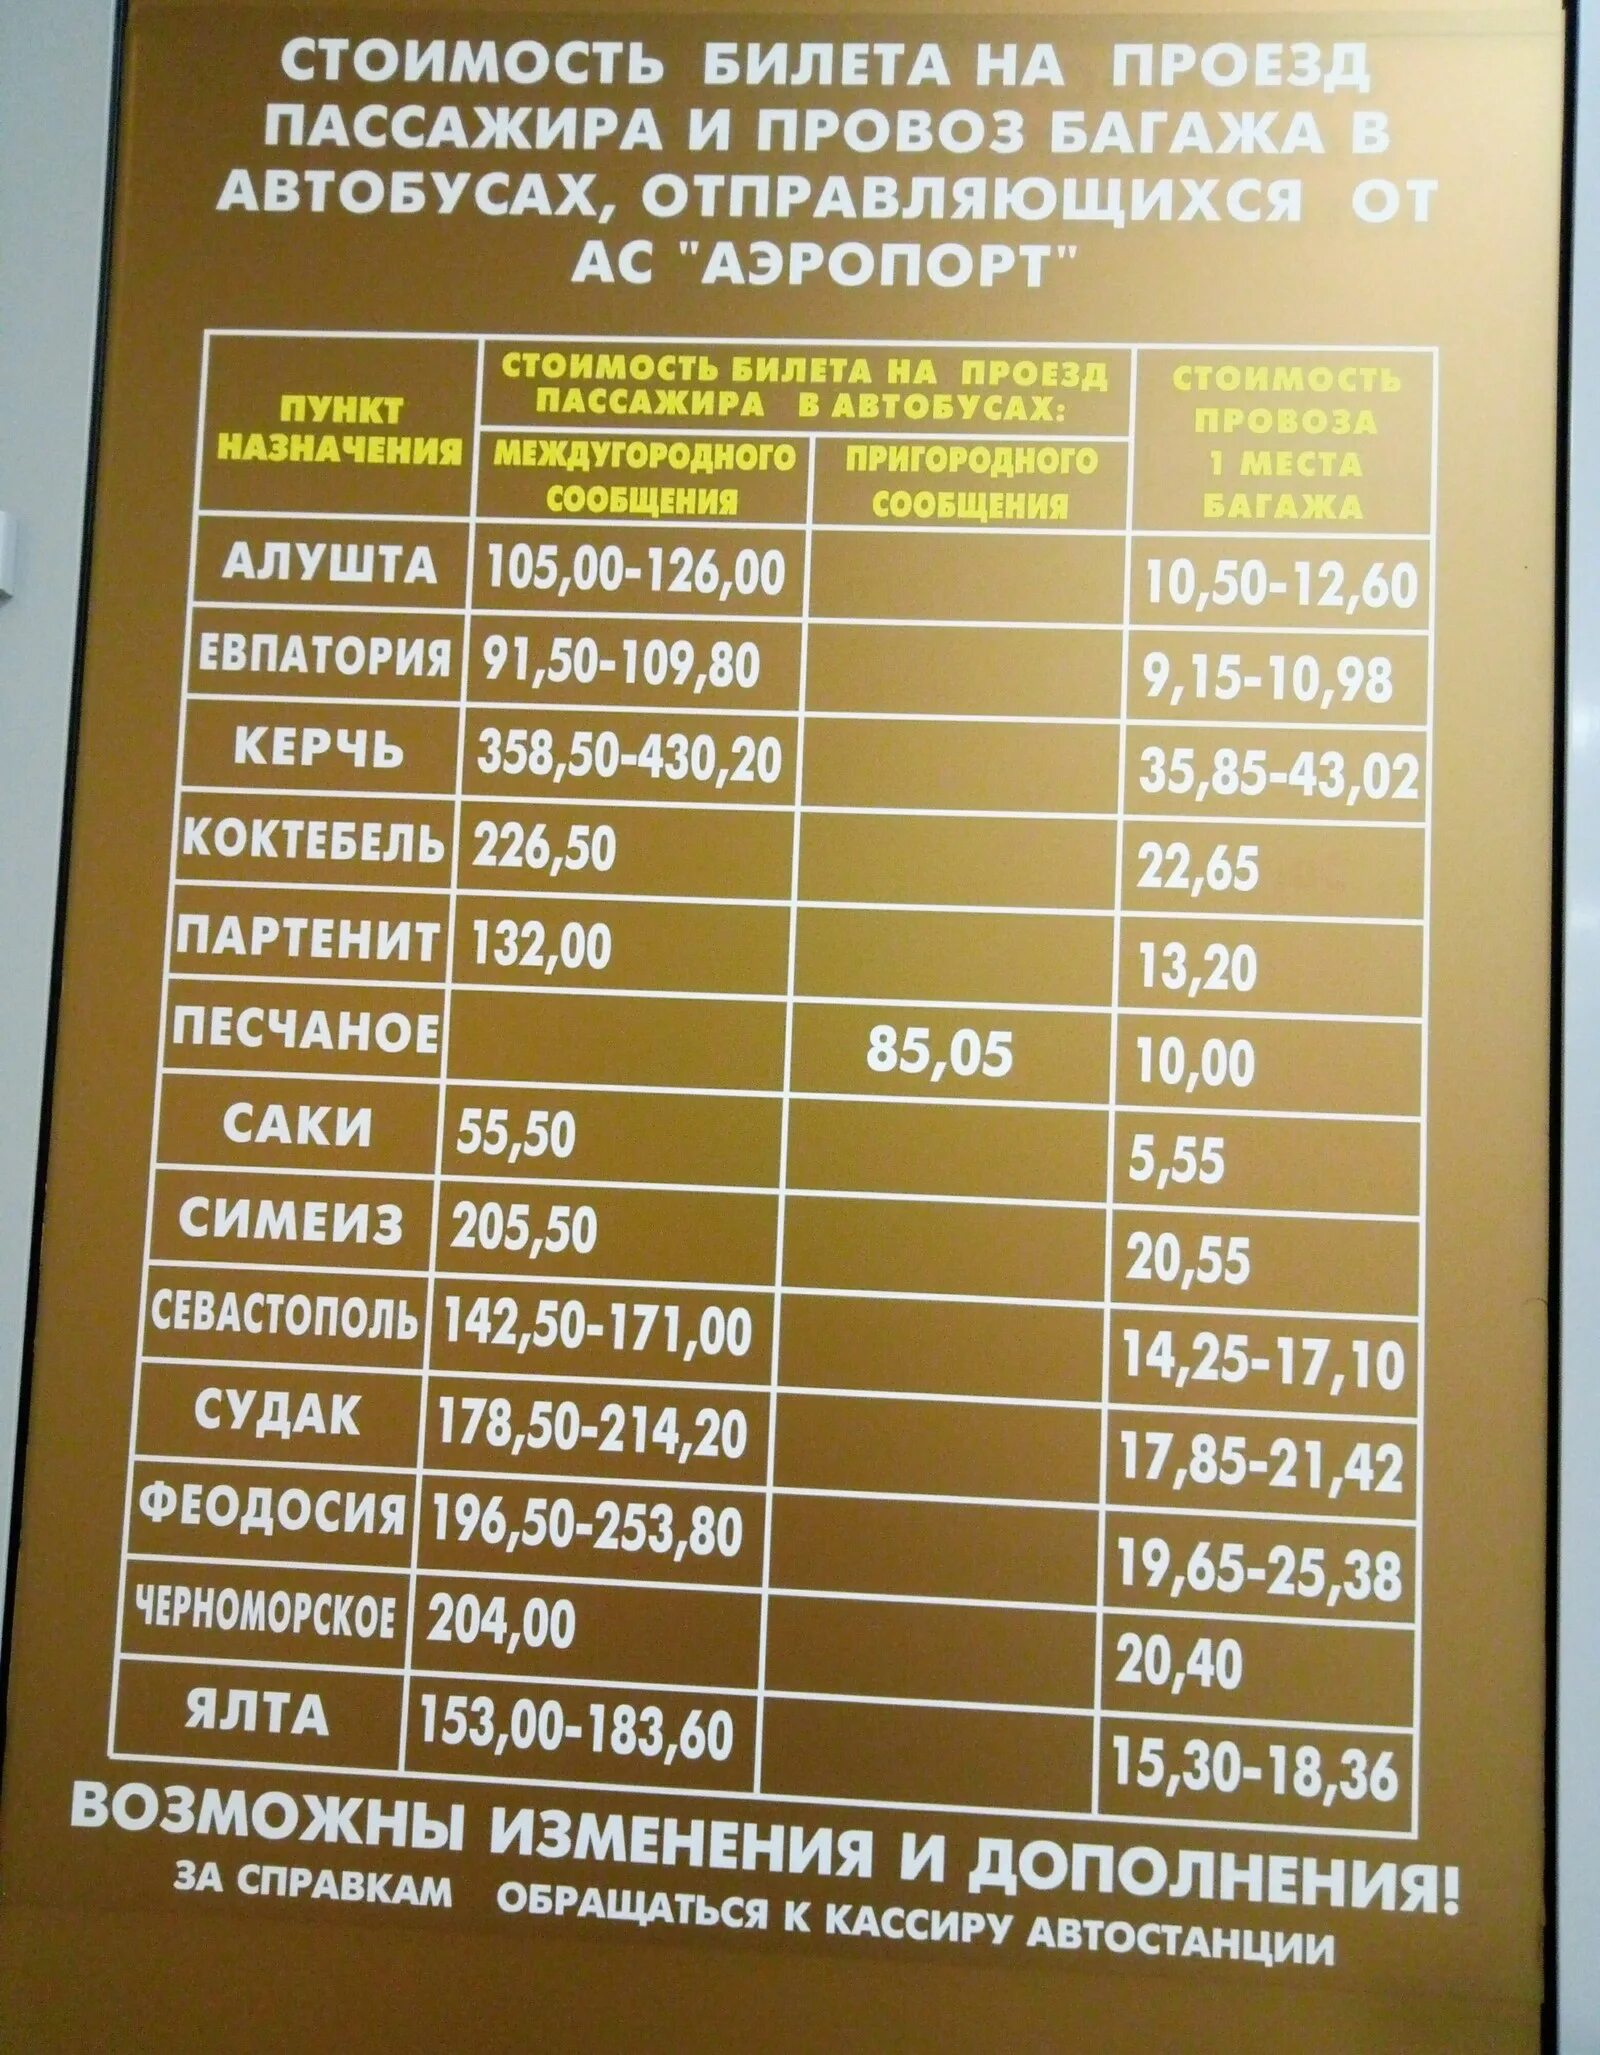 СТОИМОСТЬ БИЛЕТА НА ПРОЕЗД
ПАССАЖИРА И ПРОВОЗ БАГАЖА В
АВТОБУСАХ, ОТПРАВЛЯЮЩИХСЯ ОТ
АС "АЭРОПОРТ"
ПУНКТ
НАЗНАЧЕНИЯ
СТОИМОСТЬ БИЛЕТА НА ПРОЕЗД
ПАССАЖИРА В АВТОБУСАХ:
МЕЖДУГОРОДНОГО
СООБЩЕНИЯ
ПРИГОРОДНОГО
СООБЩЕНИЯ
СТОИМОСТЬ
ПРОВОЗА
1 МЕСТА
БАГАЖА
АЛУШТА 105,00-126,00 10,50-12,60
ЕВПАТОРИЯ 91,50-109,80 9,15-10,98
КЕРЧЬ 358,50-430,20 35,85-43,02
КОКТЕБЕЛЬ 226,50 22,65
ПАРТЕНИТ 132,00 13,20
ПЕСЧАНОЕ 85,05 10,00
САКИ 55,50 5,55
СИМЕИЗ 205,50 20,55
СЕВАСТОПОЛЬ 142,50-171,00 14,25-17,10
СУДАК 178,50-214,20 17,85-21,42
ФЕОДОСИЯ 196,50-253,80 19,65-25,38
ЧЕРНОМОРСКОЕ 204,00 20,40
ЯЛТА 153,00-183,60 15,30-18,36
ВОЗМОЖНЫ ИЗМЕНЕНИЯ И ДОПОЛНЕНИЯ!
ЗА СПРАВКАМ ОБРАЩАТЬСЯ К КАССИРУ АВТОСТАНЦИИ